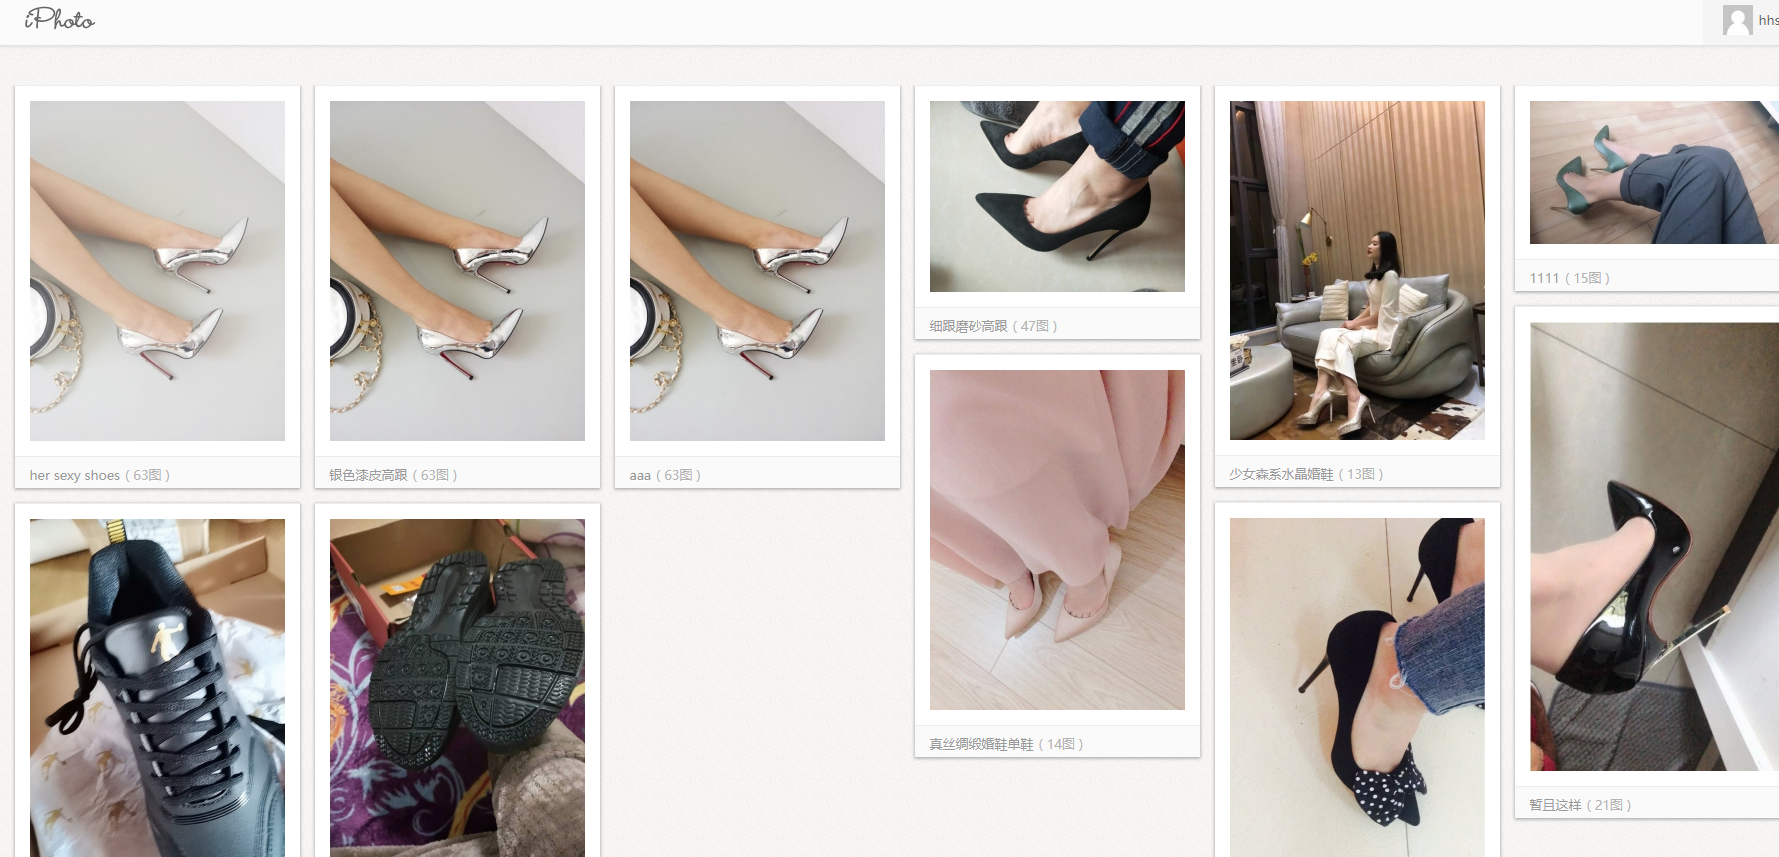 iPhoto
hhs
her sexy shoes ( 63图 )
银色漆皮高跟 ( 63图 )
aaa ( 63图 )
细跟磨砂高跟 ( 47图 )
少女森系水晶婚鞋 ( 13图 )
1111 ( 15图 )
真丝绸缎婚鞋单鞋 ( 14图 )
暂且这样 ( 21图 )